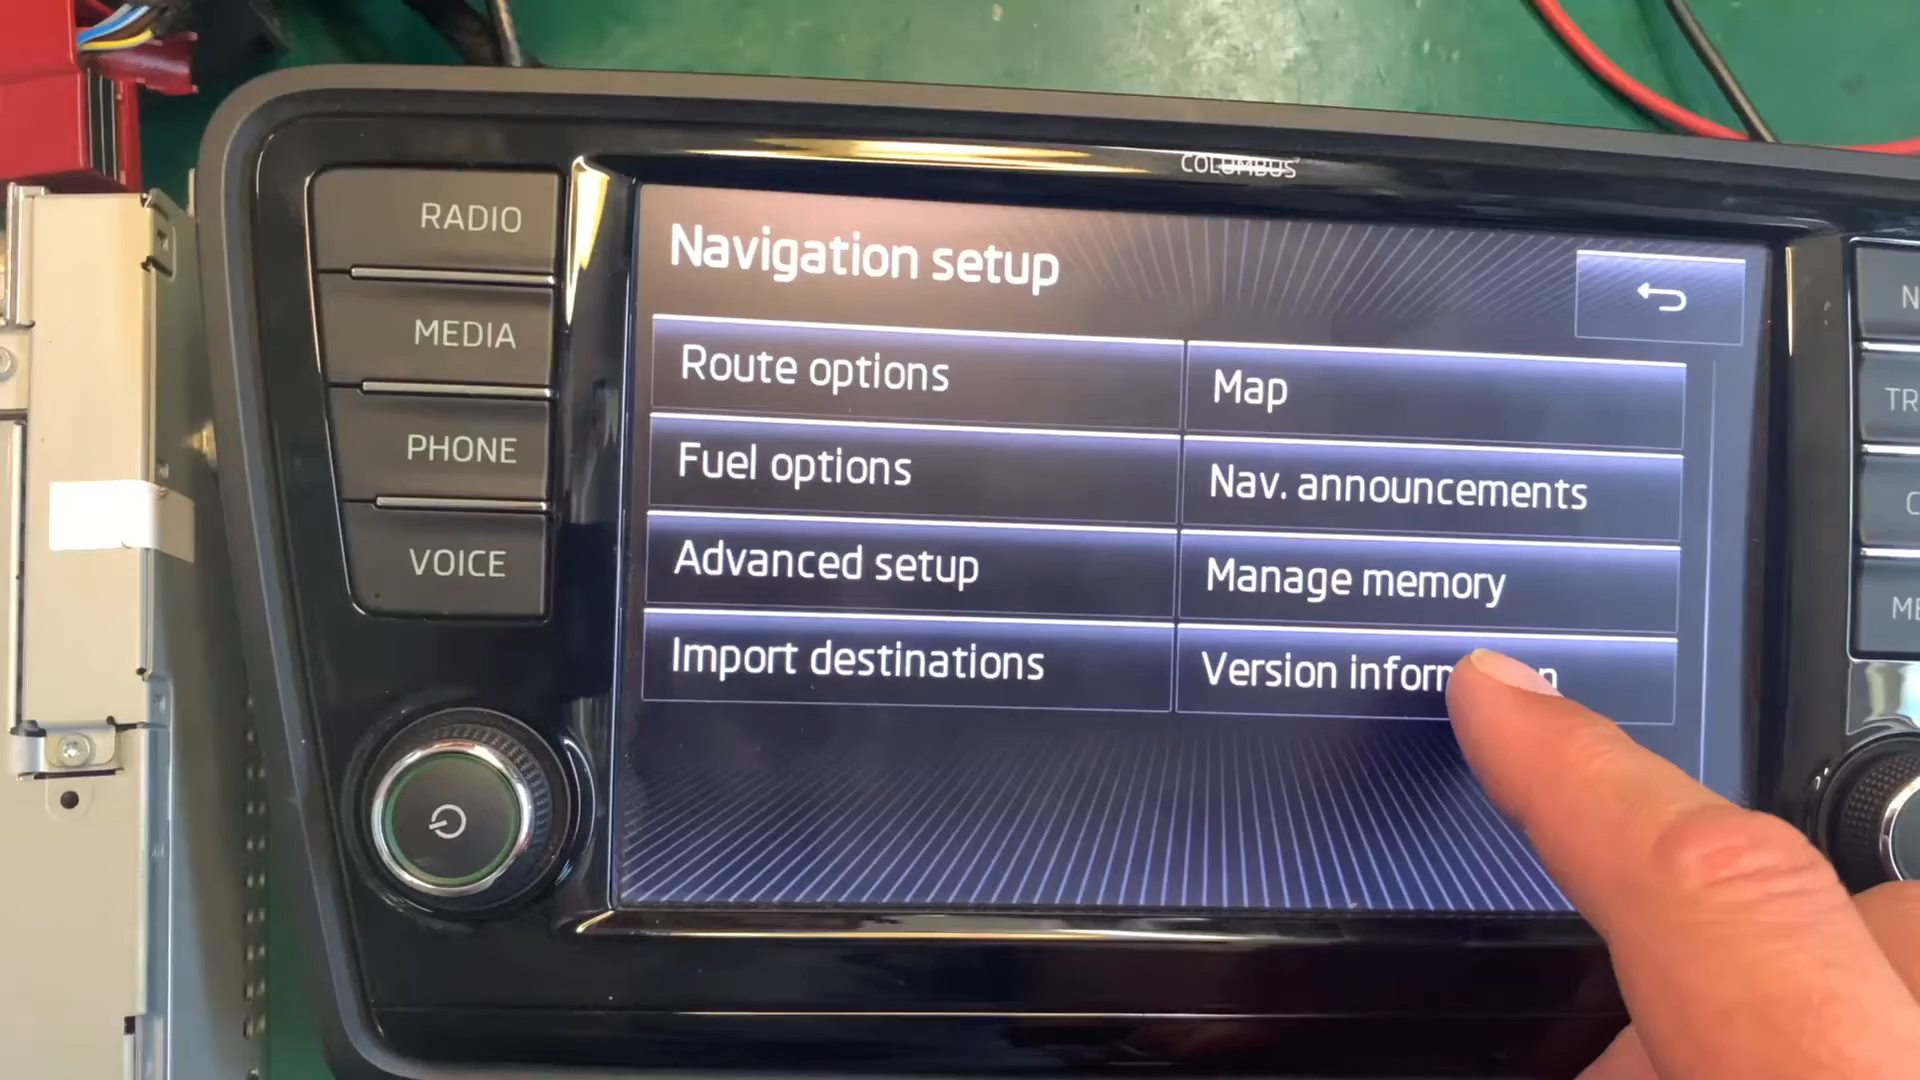 COLUMBUS
RADIO
MEDIA
PHONE
VOICE
Navigation setup
Route options
Map
Fuel options
Nav. announcements
Advanced setup
Manage memory
Import destinations
Version